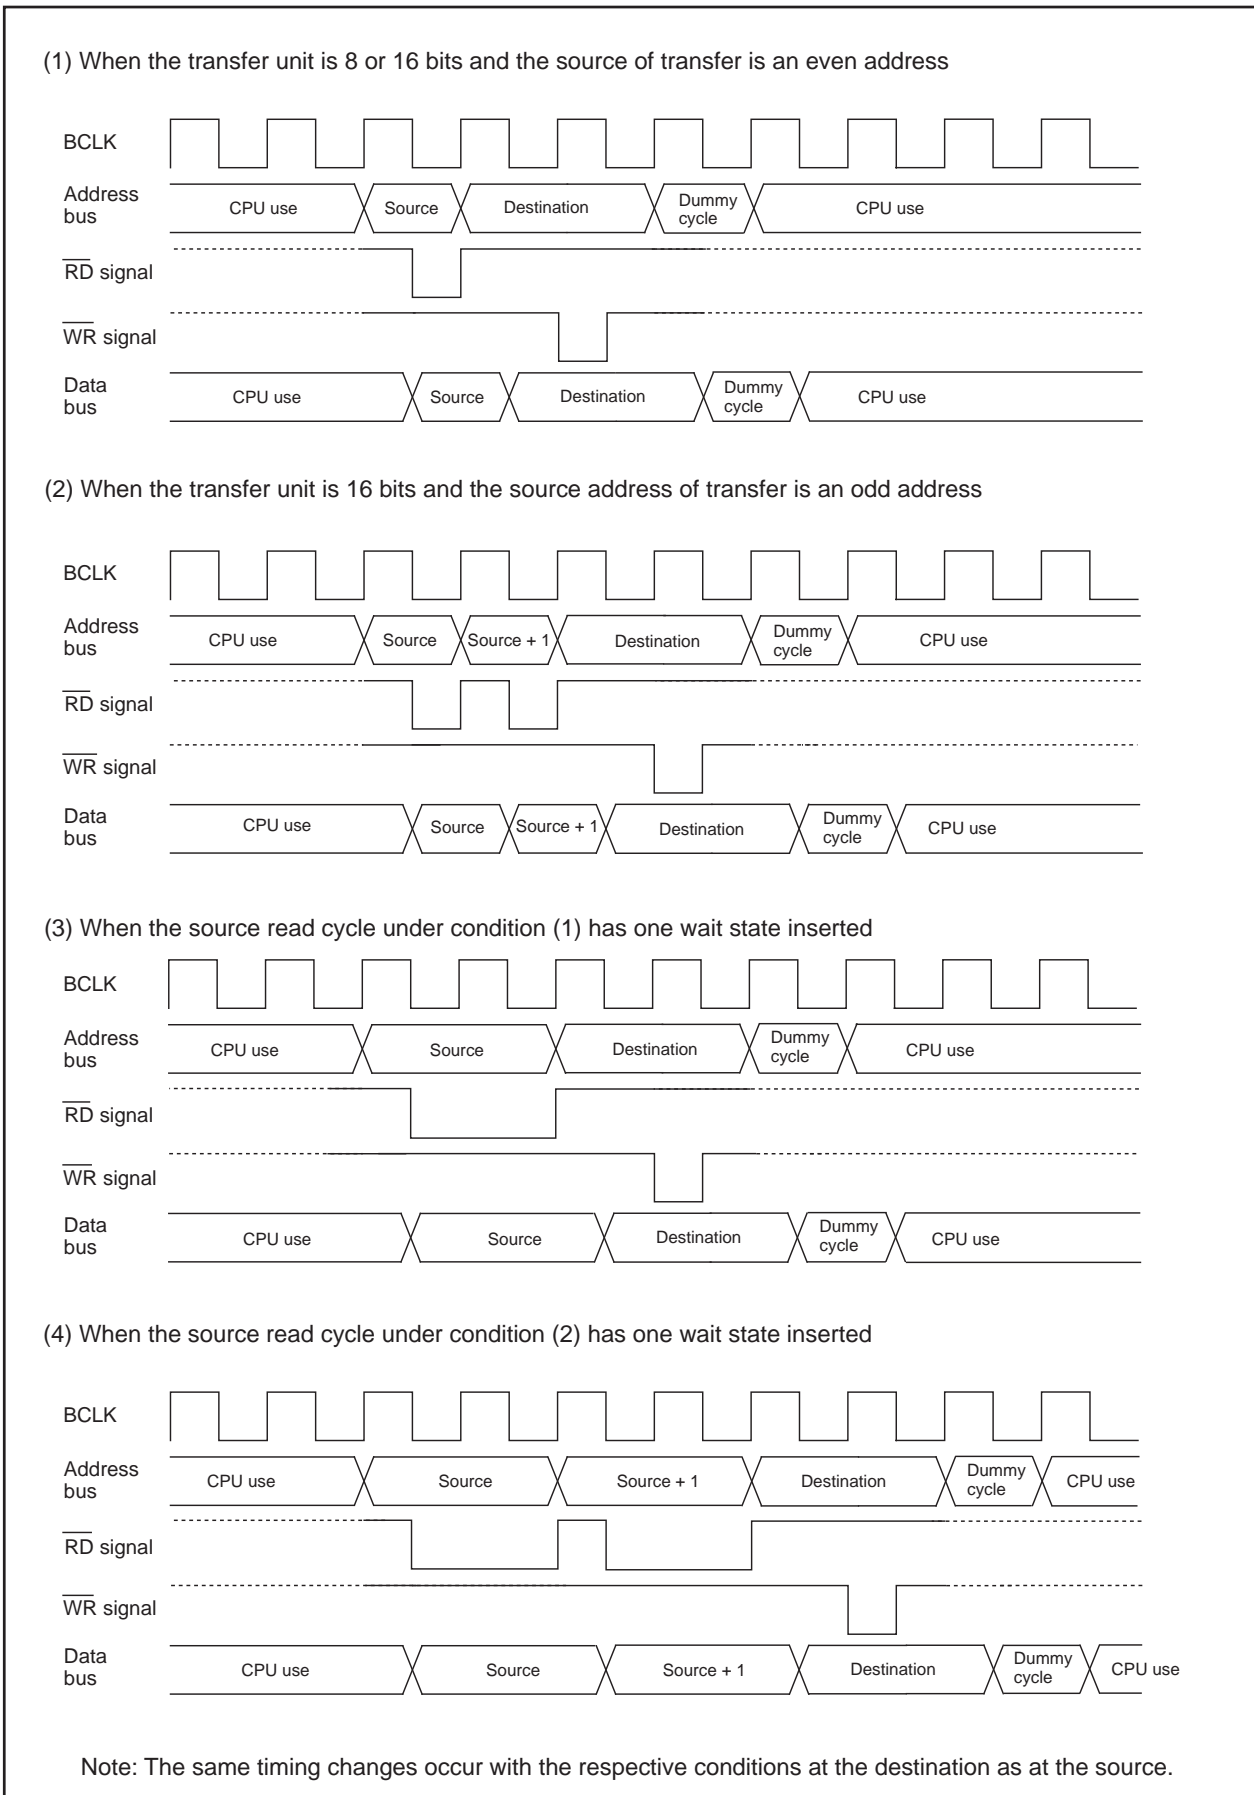 (1) When the transfer unit is 8 or 16 bits and the source of transfer is an even address
BCLK
Address bus
CPU use
Source
Destination
Dummy cycle
CPU use
RD signal
WR signal
Data bus
CPU use
Source
Destination
Dummy cycle
CPU use
(2) When the transfer unit is 16 bits and the source address of transfer is an odd address
BCLK
Address bus
CPU use
Source
Source + 1
Destination
Dummy cycle
CPU use
RD signal
WR signal
Data bus
CPU use
Source
Source + 1
Destination
Dummy cycle
CPU use
(3) When the source read cycle under condition (1) has one wait state inserted
BCLK
Address bus
CPU use
Source
Destination
Dummy cycle
CPU use
RD signal
WR signal
Data bus
CPU use
Source
Destination
Dummy cycle
CPU use
(4) When the source read cycle under condition (2) has one wait state inserted
BCLK
Address bus
CPU use
Source
Source + 1
Destination
Dummy cycle
CPU use
RD signal
WR signal
Data bus
CPU use
Source
Source + 1
Destination
Dummy cycle
CPU use
Note: The same timing changes occur with the respective conditions at the destination as at the source.